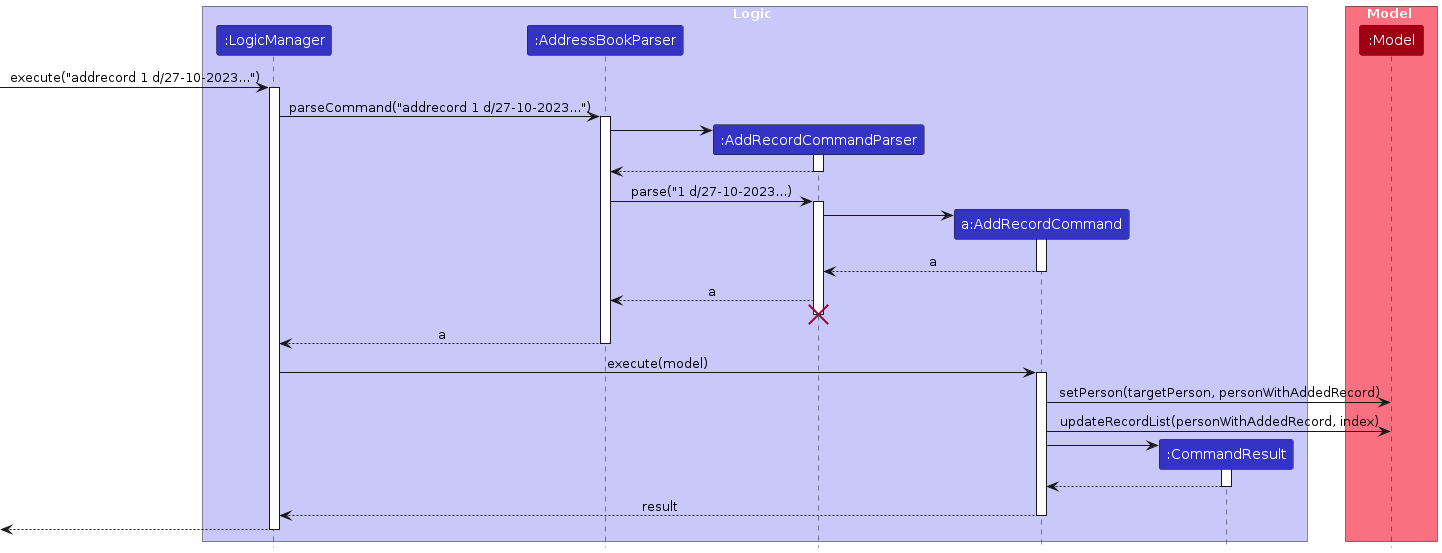 Logic
Model
:LogicManager
:AddressBookParser
:Model
execute("addrecord 1 d/27-10-2023...")
parseCommand("addrecord 1 d/27-10-2023...")
:AddRecordCommandParser
parse("1 d/27-10-2023...)
a:AddRecordCommand
a
a
a
execute(model)
setPerson(targetPerson, personWithAddedRecord)
updateRecordList(personWithAddedRecord, index)
:CommandResult
result